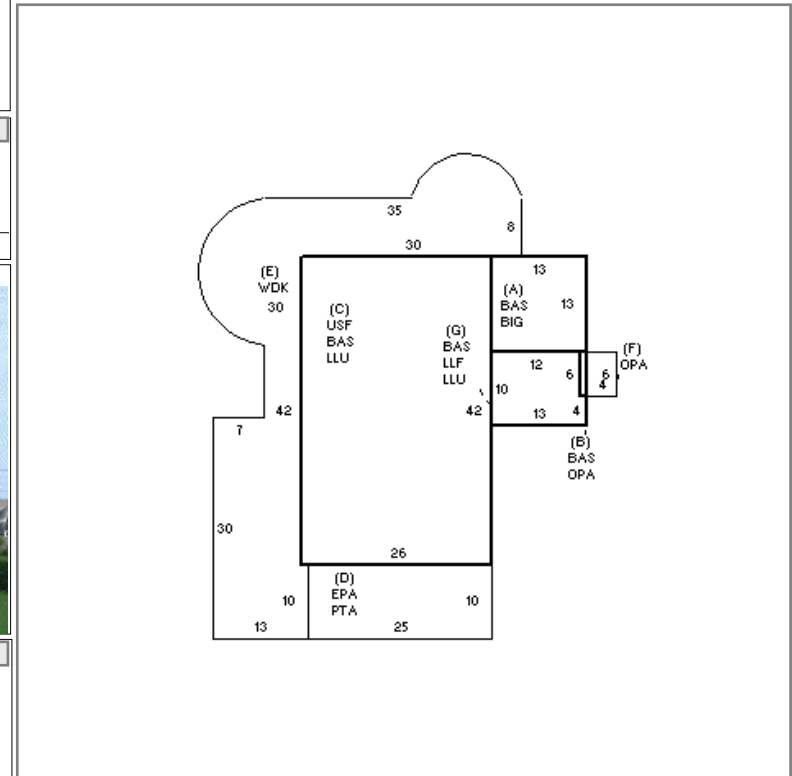 35
8
30
13
(E)
WDK
30
(A)
BAS
BIG
13
(C)
USF
BAS
LLU
(G)
BAS
LLF
LLU
(F)
OPA
12
6
6
4
10
42
42
13
4
7
(B)
BAS
OPA
30
26
(D)
EPA
PTA
10
10
13
25